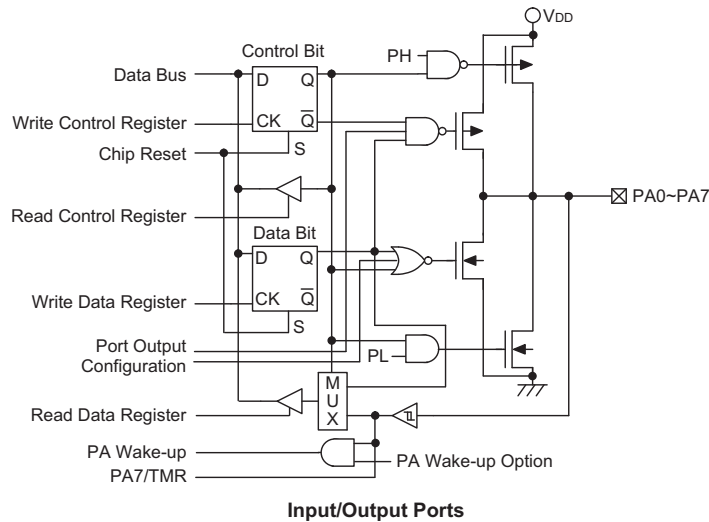 VDD
Control Bit
PH
Data Bus
D Q
Write Control Register
CK Q̅
Chip Reset
S
PA0~PA7
Read Control Register
Data Bit
D Q
Write Data Register
CK Q̅
S
Port Output
Configuration
PL
M
U
X
Read Data Register
PA Wake-up
PA Wake-up Option
PA7/TMR
Input/Output Ports